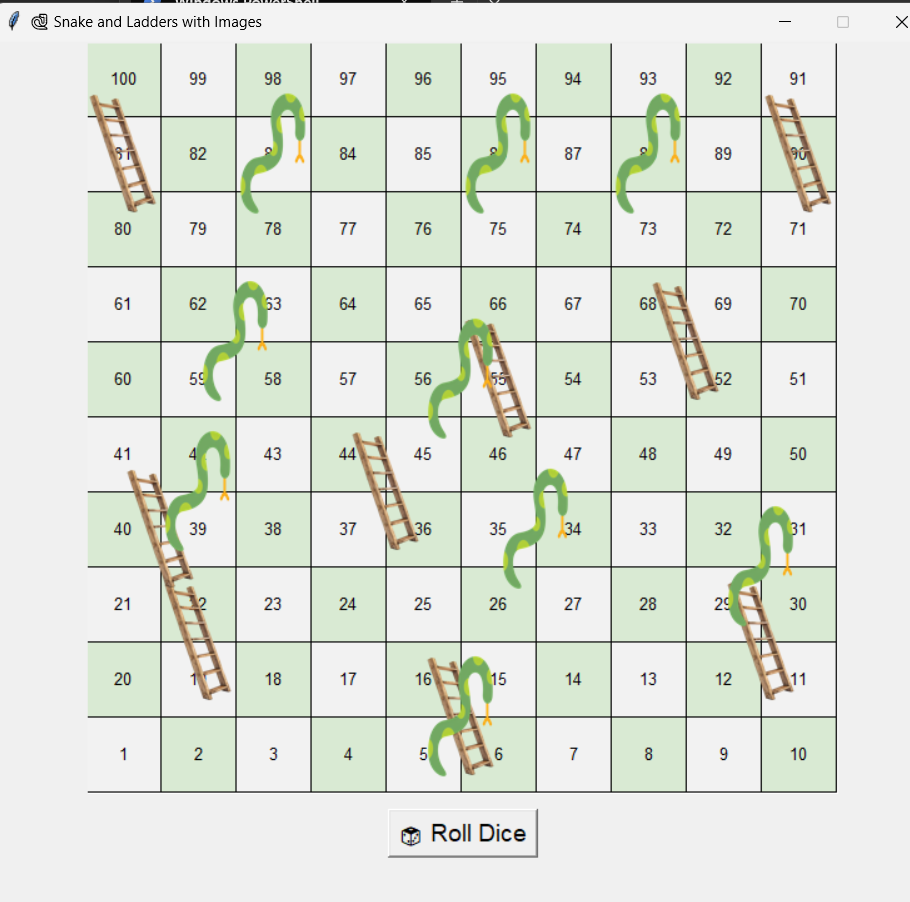 Snake and Ladders with Images
100 99 98 97 96 95 94 93 92 91
82 84 85 87 89 90
80 79 78 77 76 75 74 73 72 71
61 62 63 64 65 66 67 68 69 70
60 59 58 57 56 55 54 53 52 51
41 43 44 45 46 47 48 49 50
40 39 38 37 36 35 34 33 32 31
21 23 24 25 26 27 28 29 30
20 18 17 16 15 14 13 12 11
1 2 3 4 5 6 7 8 9 10
Roll Dice